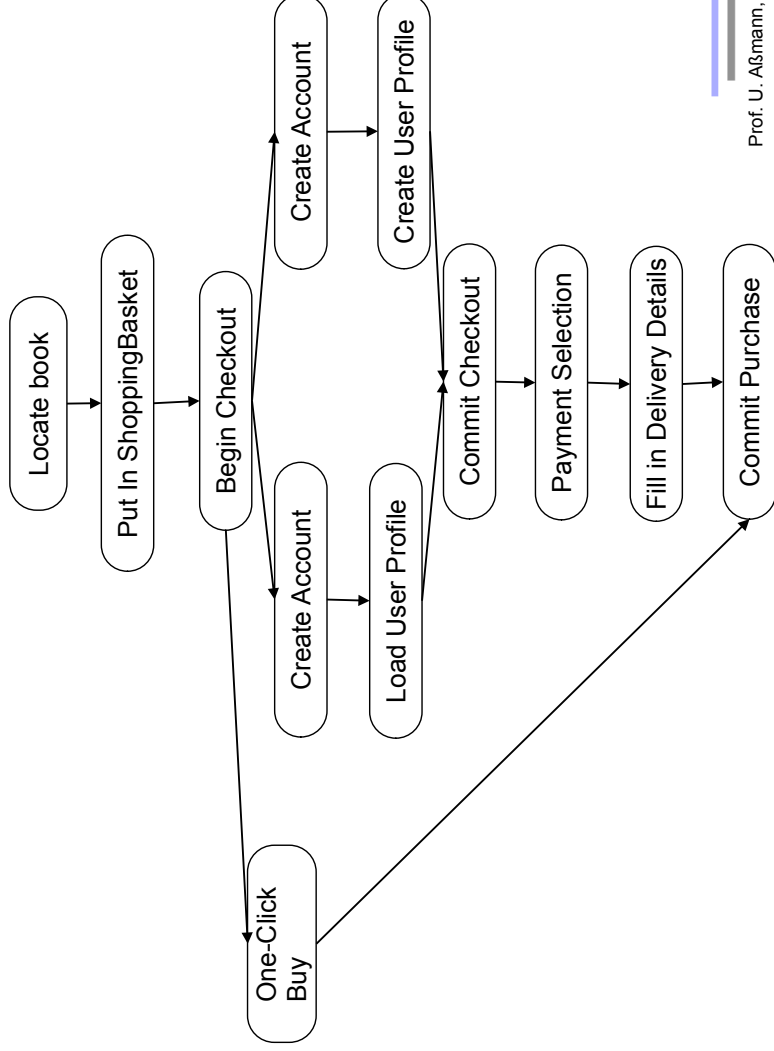 Locate book
Put In ShoppingBasket
Begin Checkout
One-Click
Buy
Create Account
Create Account
Load User Profile
Create User Profile
Commit Checkout
Payment Selection
Fill in Delivery Details
Commit Purchase
Prof. U. Aßmann,